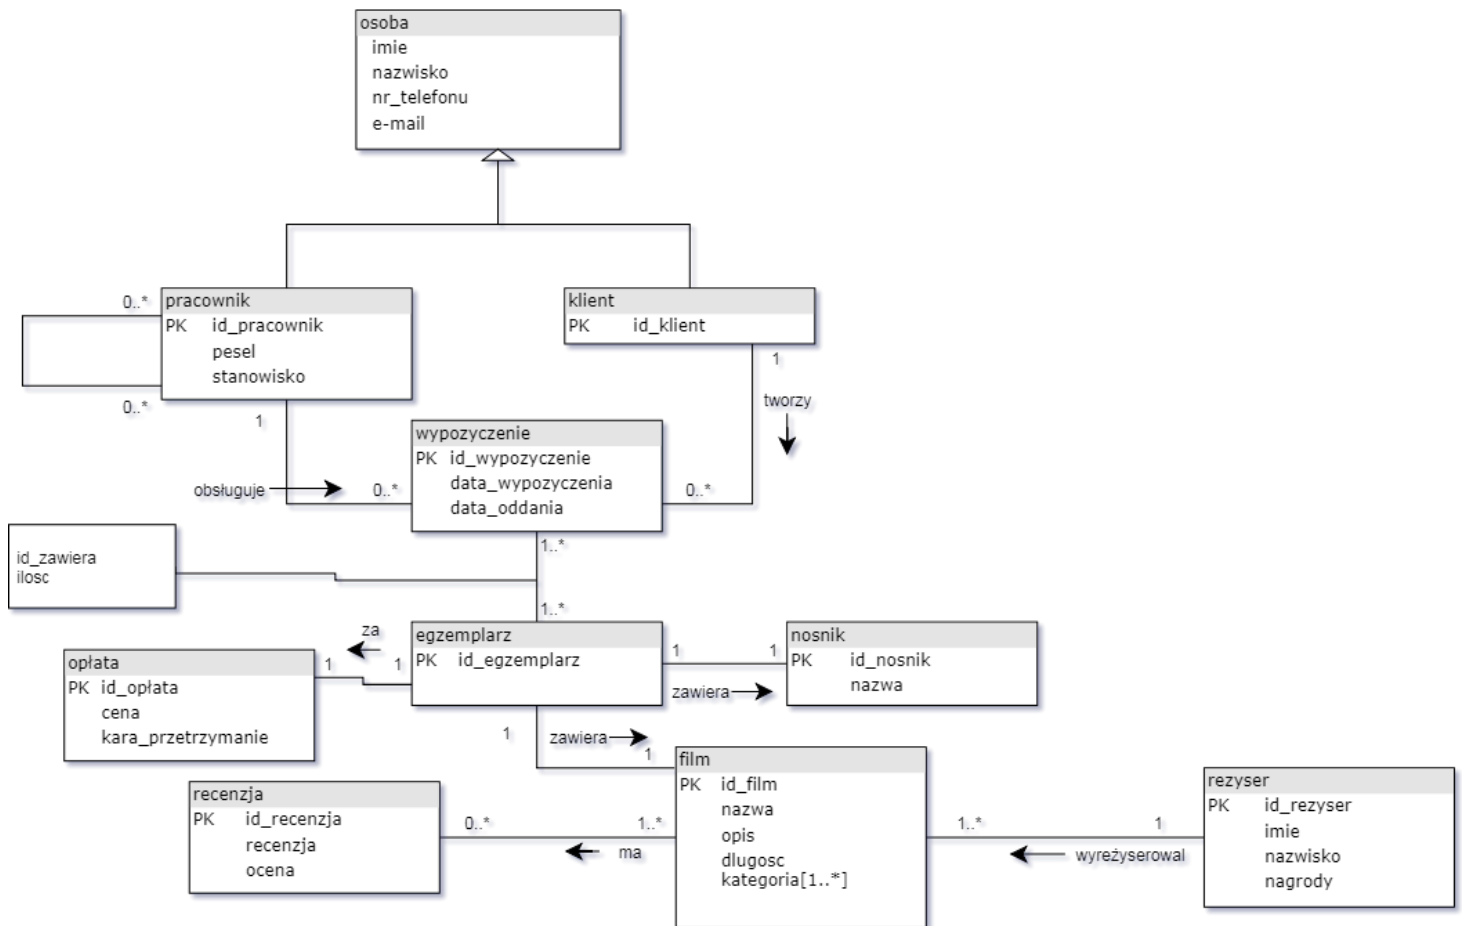 osoba
imie
nazwisko
nr_telefonu
e-mail
0..*
pracownik
PK id_pracownik
pesel
stanowisko
0..*
1
klient
PK id_klient
1
tworzy
wypozyczenie
PK id_wypozyczenie
data_wypozyczenia
data_oddania
obsługuje
0..*
0..*
1..*
id_zawiera
ilosc
1..*
za
1
1
egzemplarz
PK id_egzemplarz
1
1
zawiera
nosnik
PK id_nosnik
nazwa
opłata
PK id_opłata
cena
kara_przetrzymanie
1
zawiera
1
film
PK id_film
nazwa
opis
dlugosc
kategoria[1..*]
recenzja
PK id_recenzja
recenzja
ocena
0..*
1..*
ma
1..*
1
wyreżyserowal
rezyser
PK id_rezyser
imie
nazwisko
nagrody